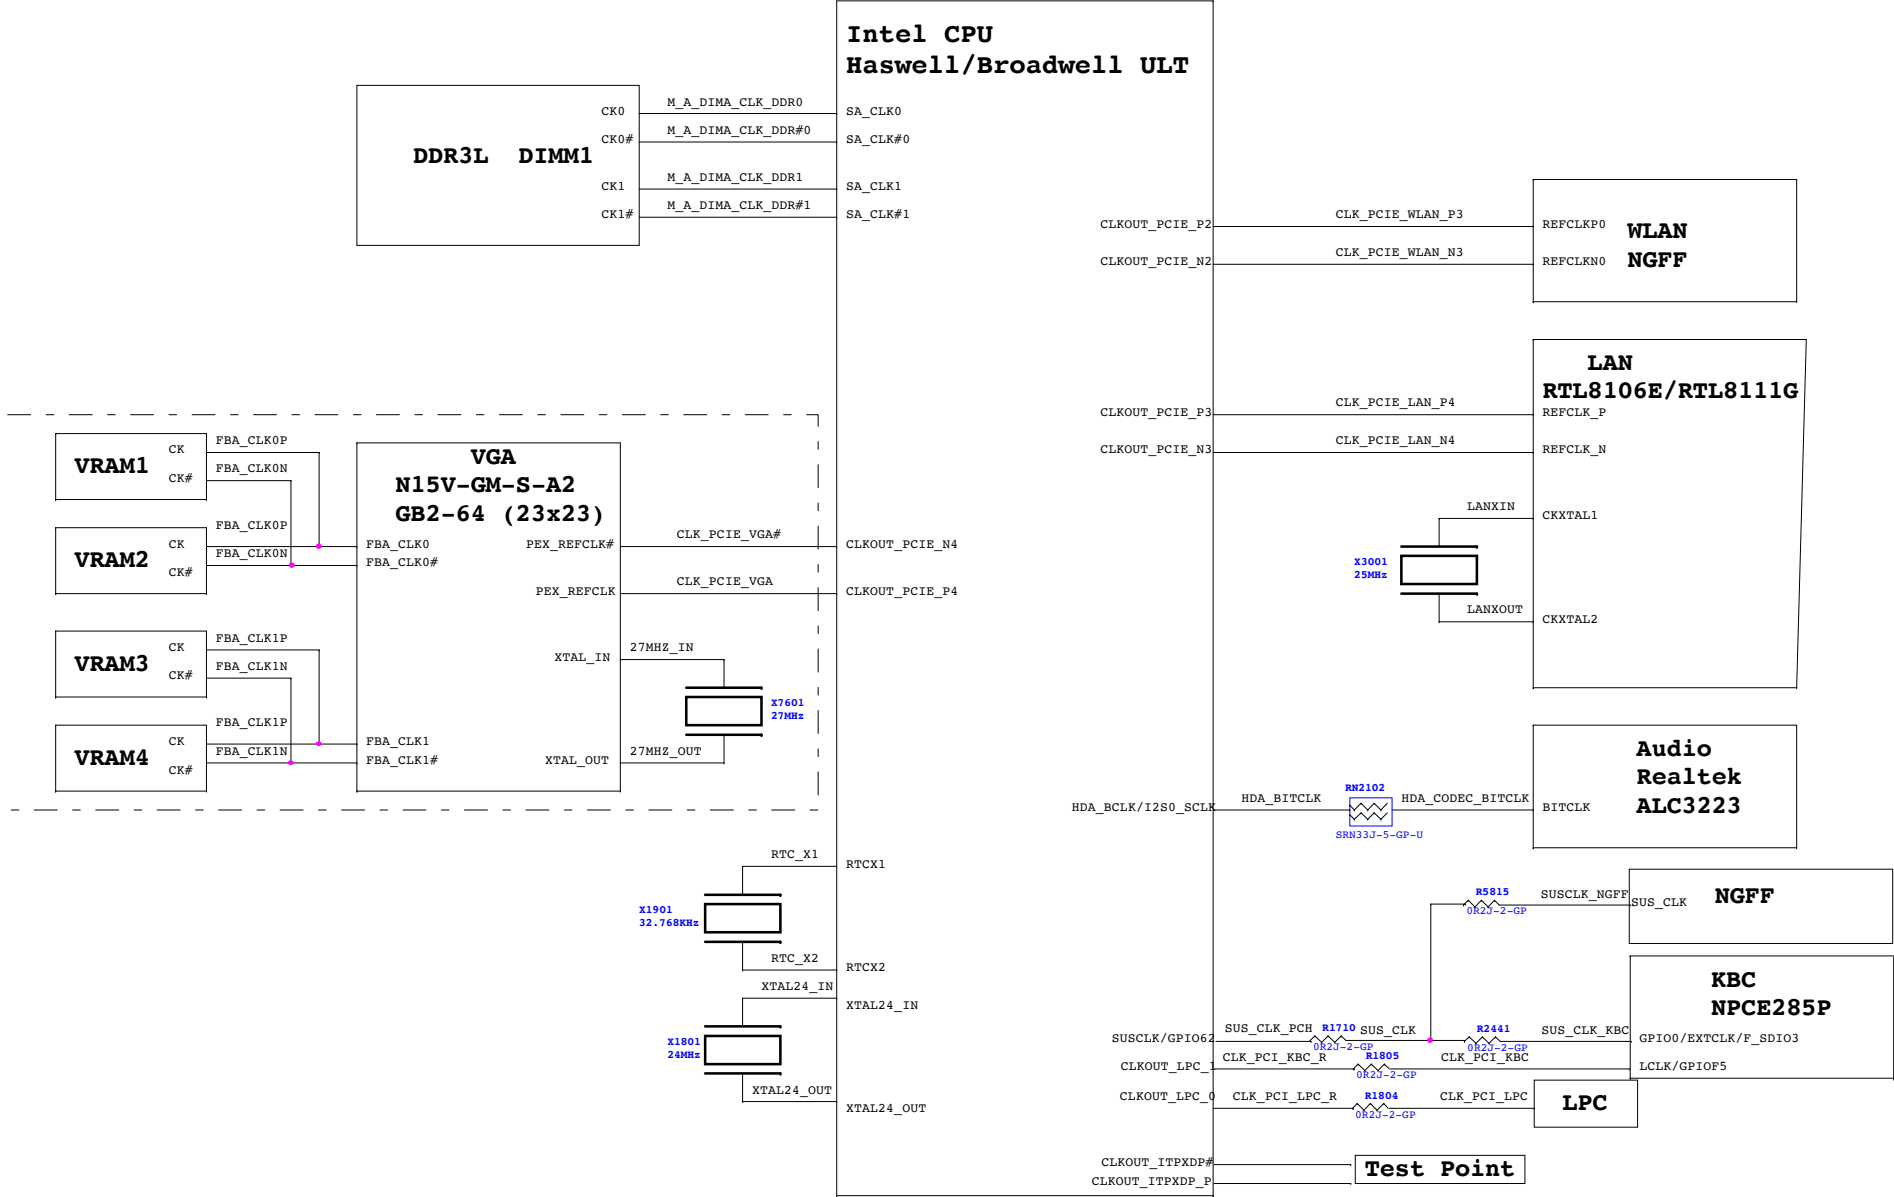 Intel CPU
Haswell/Broadwell ULT
DDR3L DIMM1
CK0
M_A_DIMA_CLK_DDR0
SA_CLK0
CK0#
M_A_DIMA_CLK_DDR#0
SA_CLK#0
CK1
M_A_DIMA_CLK_DDR1
SA_CLK1
CK1#
M_A_DIMA_CLK_DDR#1
SA_CLK#1
CLKOUT_PCIE_P2
CLK_PCIE_WLAN_P3
REFCLKP0
CLKOUT_PCIE_N2
CLK_PCIE_WLAN_N3
REFCLKN0
WLAN
NGFF
LAN
RTL8106E/RTL8111G
CLKOUT_PCIE_P3
CLK_PCIE_LAN_P4
REFCLK_P
CLKOUT_PCIE_N3
CLK_PCIE_LAN_N4
REFCLK_N
LANXIN
CKXTAL1
X3001
25MHz
LANXOUT
CKXTAL2
VRAM1
CK
FBA_CLK0P
CK#
FBA_CLK0N
VRAM2
CK
FBA_CLK0P
CK#
FBA_CLK0N
VRAM3
CK
FBA_CLK1P
CK#
FBA_CLK1N
VRAM4
CK
FBA_CLK1P
CK#
FBA_CLK1N
VGA
N15V-GM-S-A2
GB2-64 (23x23)
FBA_CLK0
FBA_CLK0#
FBA_CLK1
FBA_CLK1#
PEX_REFCLK#
CLK_PCIE_VGA#
CLKOUT_PCIE_N4
PEX_REFCLK
CLK_PCIE_VGA
CLKOUT_PCIE_P4
XTAL_IN
27MHZ_IN
X7601
27MHz
XTAL_OUT
27MHZ_OUT
Audio
Realtek
ALC3223
HDA_BCLK/I2S0_SCLK
HDA_BITCLK
RN2102
SRN33J-5-GP-U
HDA_CODEC_BITCLK
BITCLK
RTC_X1
RTCX1
X1901
32.768KHz
RTC_X2
RTCX2
XTAL24_IN
XTAL24_IN
X1801
24MHz
XTAL24_OUT
XTAL24_OUT
R5815
0R2J-2-GP
SUSCLK_NGFF
SUS_CLK
NGFF
KBC
NPCE285P
SUSCLK/GPIO62
SUS_CLK_PCH
R1710
0R2J-2-GP
SUS_CLK
R2441
0R2J-2-GP
SUS_CLK_KBC
GPIO0/EXTCLK/F_SDIO3
CLKOUT_LPC_1
CLK_PCI_KBC_R
R1805
0R2J-2-GP
CLK_PCI_KBC
LCLK/GPIOF5
CLKOUT_LPC_0
CLK_PCI_LPC_R
R1804
0R2J-2-GP
CLK_PCI_LPC
LPC
CLKOUT_ITPXDP#
CLKOUT_ITPXDP_P
Test Point